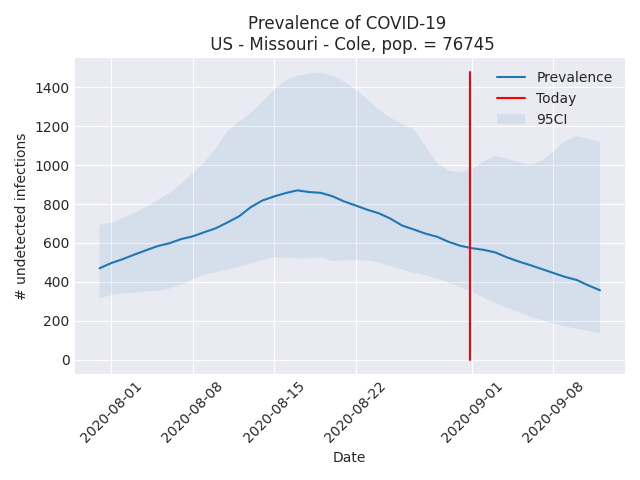 Prevalence of COVID-19
US - Missouri - Cole, pop. = 76745
Prevalence
Today
95CI
# undetected infections
1400
1200
1000
800
600
400
200
0
2020-08-01
2020-08-08
2020-08-15
2020-08-22
2020-09-01
2020-09-08
Date